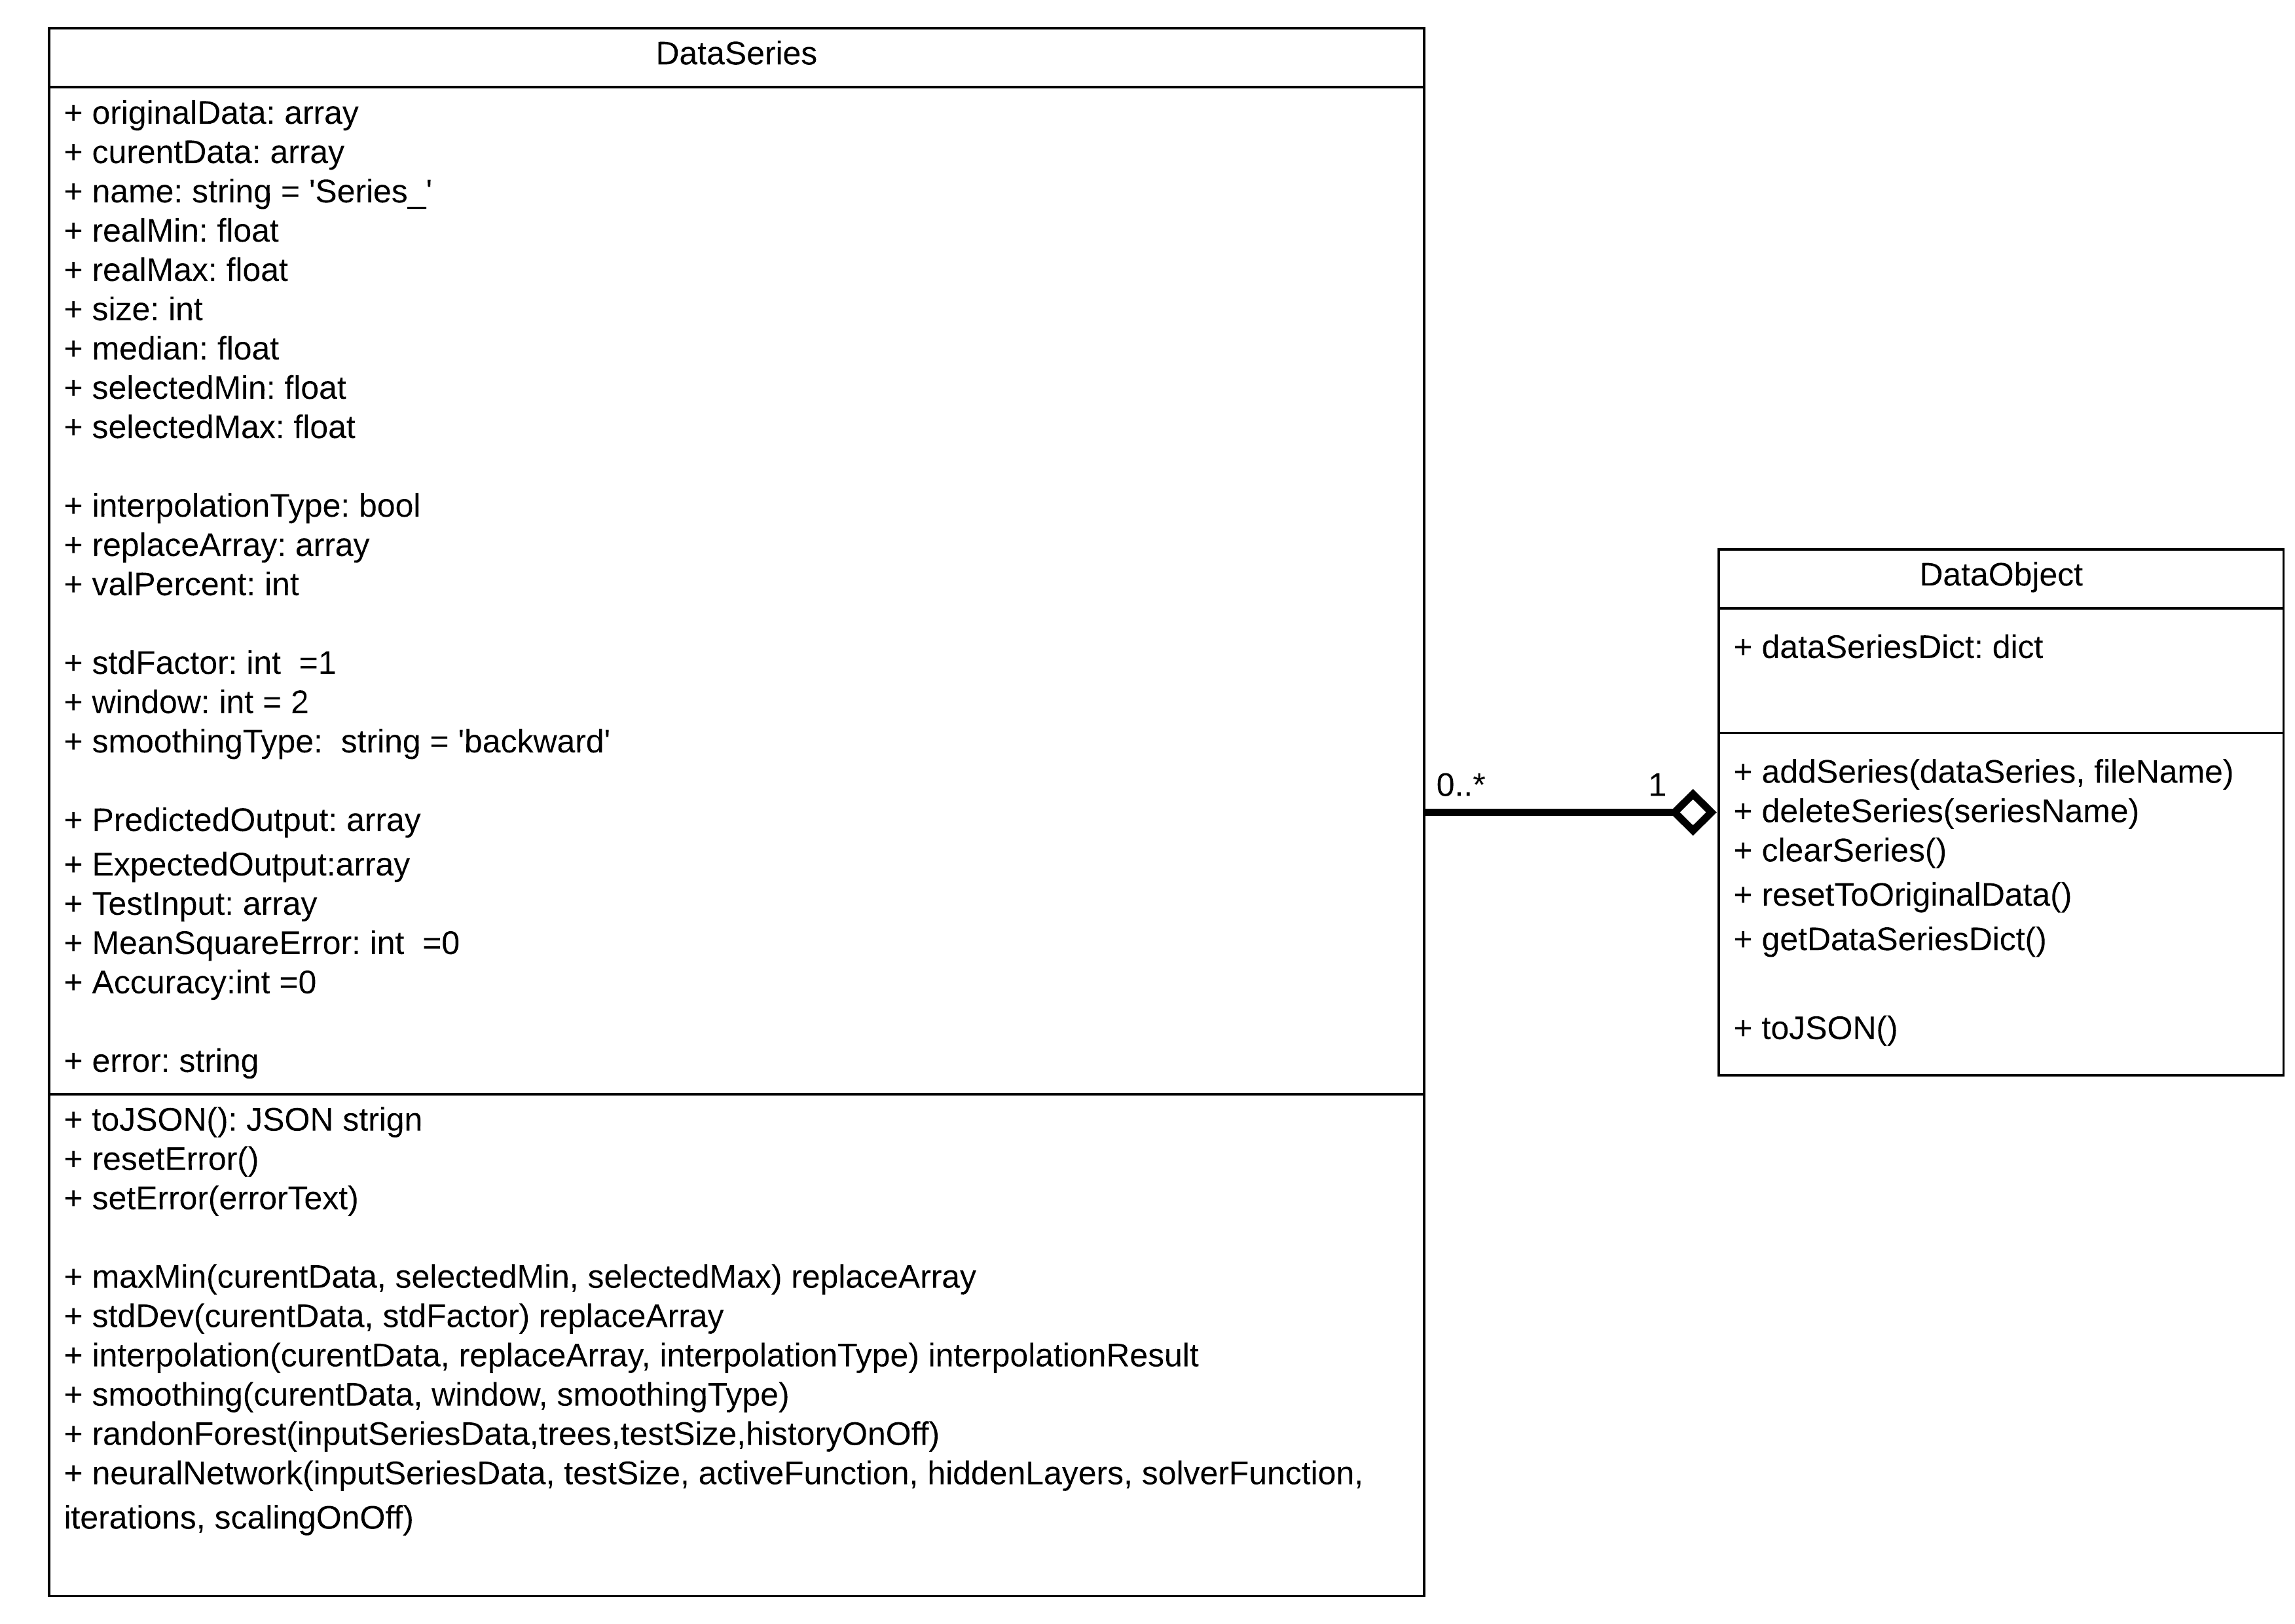 DataSeries
+ originalData: array
+ curentData: array
+ name: string = 'Series_'
+ realMin: float
+ realMax: float
+ size: int
+ median: float
+ selectedMin: float
+ selectedMax: float
+ interpolationType: bool
+ replaceArray: array
+ valPercent: int
+ stdFactor: int  =1
+ window: int = 2
+ smoothingType:  string = 'backward'
+ PredictedOutput: array
+ ExpectedOutput:array
+ TestInput: array
+ MeanSquareError: int  =0
+ Accuracy:int =0
+ error: string
+ toJSON(): JSON strign
+ resetError()
+ setError(errorText)
+ maxMin(curentData, selectedMin, selectedMax) replaceArray
+ stdDev(curentData, stdFactor) replaceArray
+ interpolation(curentData, replaceArray, interpolationType) interpolationResult
+ smoothing(curentData, window, smoothingType)
+ randonForest(inputSeriesData,trees,testSize,historyOnOff)
+ neuralNetwork(inputSeriesData, testSize, activeFunction, hiddenLayers, solverFunction,
iterations, scalingOnOff)
0..*
1
DataObject
+ dataSeriesDict: dict
+ addSeries(dataSeries, fileName)
+ deleteSeries(seriesName)
+ clearSeries()
+ resetToOriginalData()
+ getDataSeriesDict()
+ toJSON()